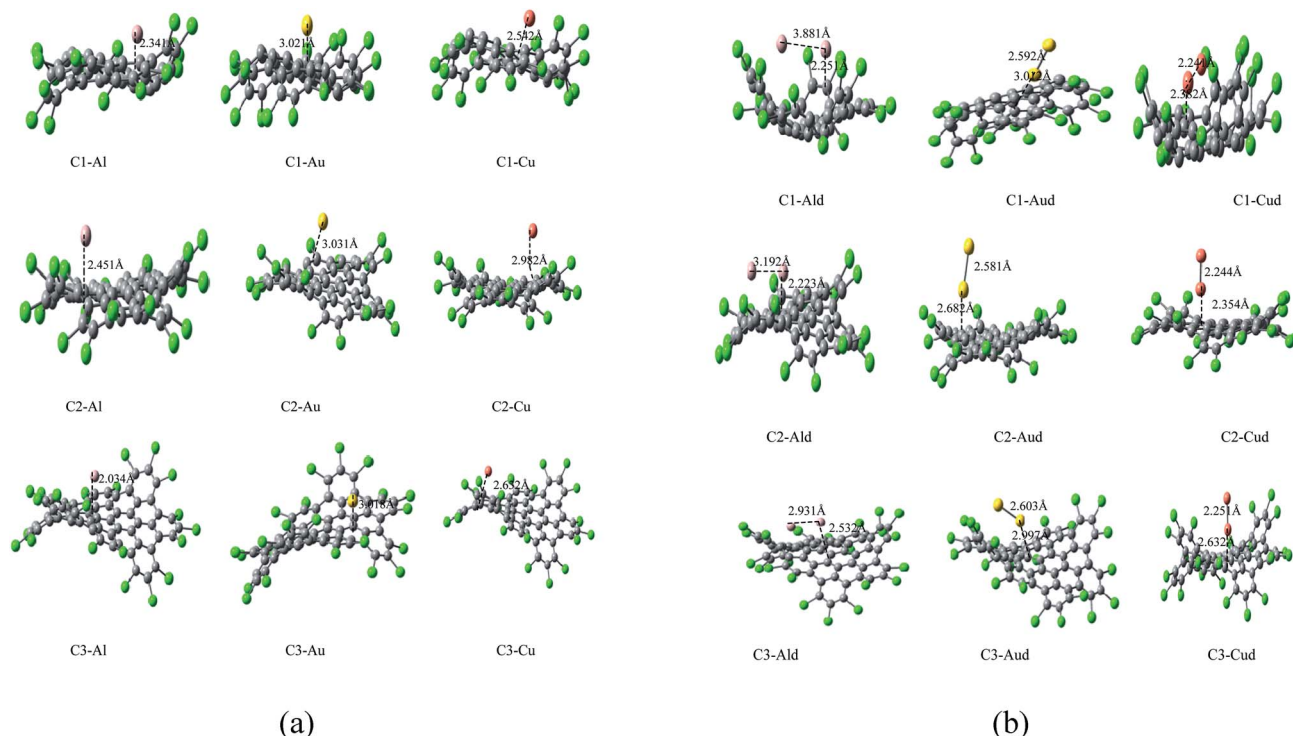 2.341Å
3.021Å
2.542Å
C1-Al
C1-Au
C1-Cu
2.451Å
3.031Å
2.982Å
C2-Al
C2-Au
C2-Cu
2.034Å
3.018Å
2.632Å
C3-Al
C3-Au
C3-Cu
(a)
3.881Å
2.251Å
2.592Å
3.022Å
2.241Å
2.382Å
C1-Ald
C1-Aud
C1-Cud
3.192Å
2.223Å
2.581Å
2.682Å
2.244Å
2.354Å
C2-Ald
C2-Aud
C2-Cud
2.931Å
2.532Å
2.603Å
2.997Å
2.251Å
2.632Å
C3-Ald
C3-Aud
C3-Cud
(b)